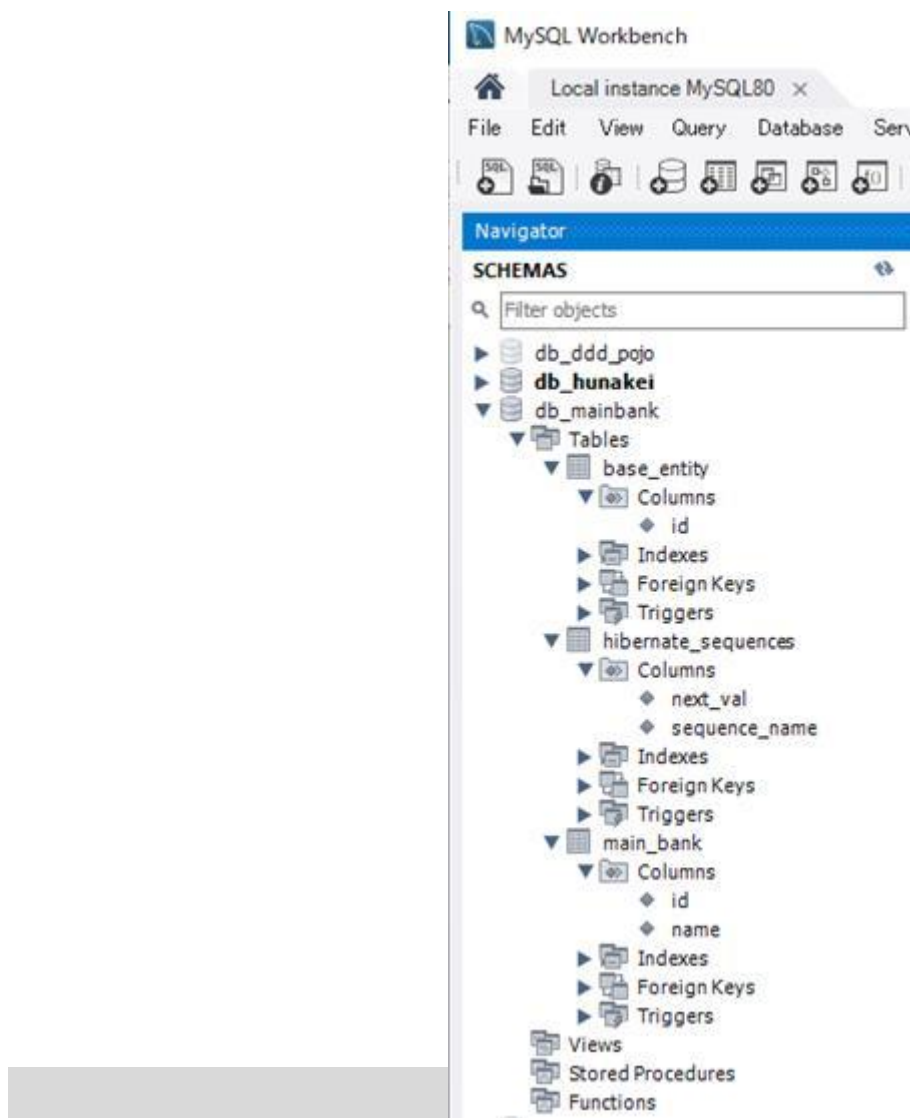 MySQL Workbench
Local instance MySQL80 ×
File Edit View Query Database Serv
Navigator
SCHEMAS
Filter objects
db_ddd_pojo
db_hunakei
db_mainbank
Tables
base_entity
Columns
id
Indexes
Foreign Keys
Triggers
hibernate_sequences
Columns
next_val
sequence_name
Indexes
Foreign Keys
Triggers
main_bank
Columns
id
name
Indexes
Foreign Keys
Triggers
Views
Stored Procedures
Functions